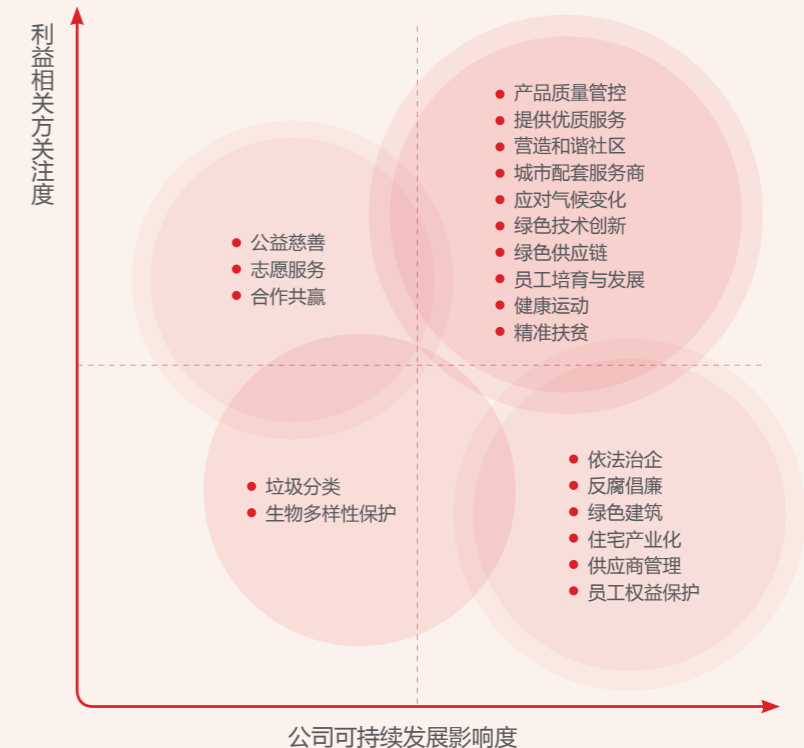 利益相关方关注度
产品质量管控
提供优质服务
营造和谐社区
城市配套服务商
应对气候变化
绿色技术创新
绿色供应链
员工培育与发展
健康运动
精准扶贫
公益慈善
志愿服务
合作共赢
垃圾分类
生物多样性保护
依法治企
反腐倡廉
绿色建筑
住宅产业化
供应商管理
员工权益保护
公司可持续发展影响度